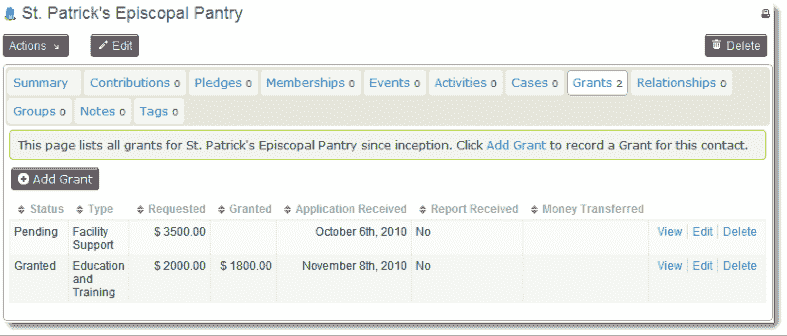 St. Patrick's Episcopal Pantry
Actions Edit Delete
Summary Contributions 0 Pledges 0 Memberships 0 Events 0 Activities 0 Cases 0 Grants 2 Relationships 0
Groups 0 Notes 0 Tags 0
This page lists all grants for St. Patrick's Episcopal Pantry since inception. Click Add Grant to record a Grant for this contact.
Add Grant
Status Type Requested Granted Application Received Report Received Money Transferred
Pending Facility Support $ 3500.00 October 6th, 2010 No View Edit Delete
Granted Education and Training $ 2000.00 $ 1800.00 November 8th, 2010 No View Edit Delete